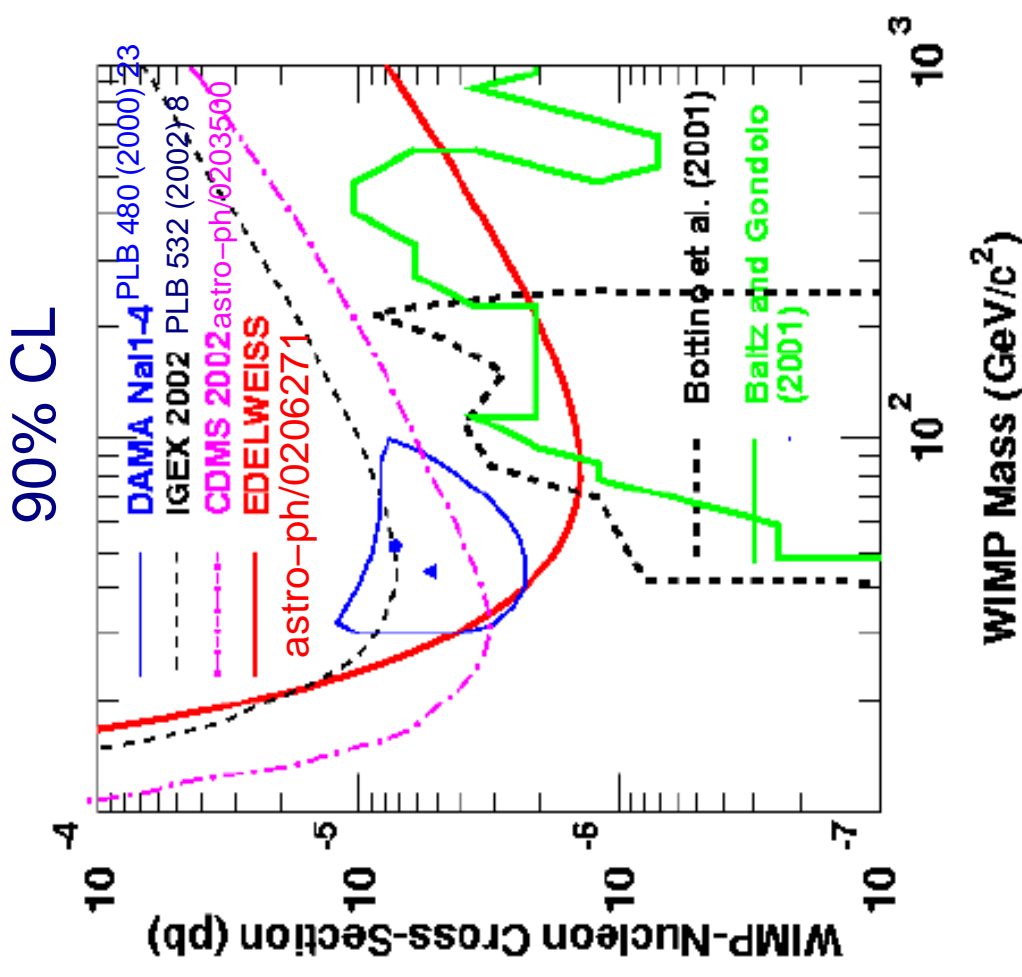 90% CL
DAMA NaI1-4 PLB 480 (2000) 23
IGEX 2002 PLB 532 (2002) 8
CDMS 2002 astro-ph/0203500
EDELWEISS
astro-ph/0206271
Bottino et al. (2001)
Baltz and Gondolo
(2001)
WIMP-Nucleon Cross-Section (pb)
10^-4
10^-5
10^-6
10^-7
10^2
10^3
WIMP Mass (GeV/c^2)